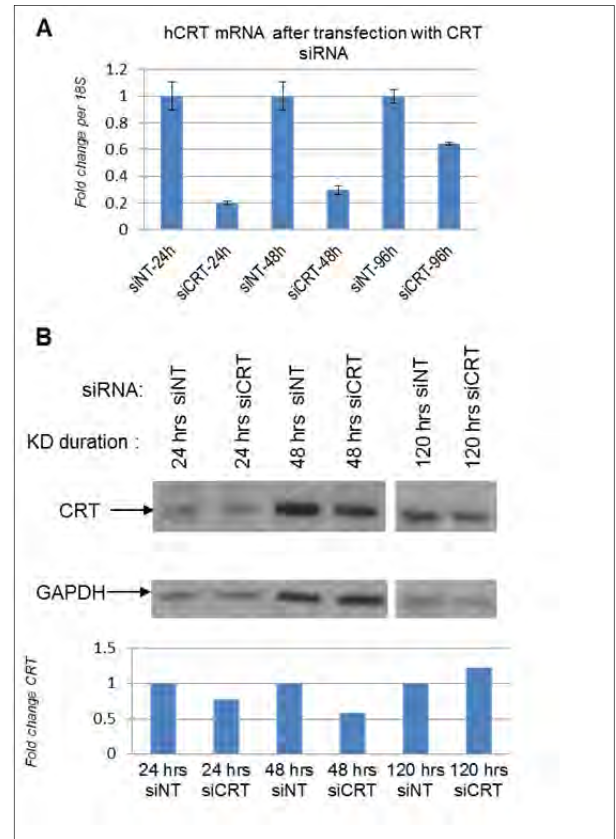 A
hCRT mRNA after transfection with CRT
siRNA
Fold change per 18S
1.2
1
0.8
0.6
0.4
0.2
0
siNT-24h
siCRT-24h
siNT-48h
siCRT-48h
siNT-96h
siCRT-96h
B
siRNA:
KD duration :
24 hrs siNT
24 hrs siCRT
48 hrs siNT
48 hrs siCRT
120 hrs siNT
120 hrs siCRT
CRT
GAPDH
Fold change CRT
1.5
1
0.5
0
24 hrs 24 hrs 48 hrs 48 hrs 120 hrs 120 hrs
siNT siCRT siNT siCRT siNT siCRT